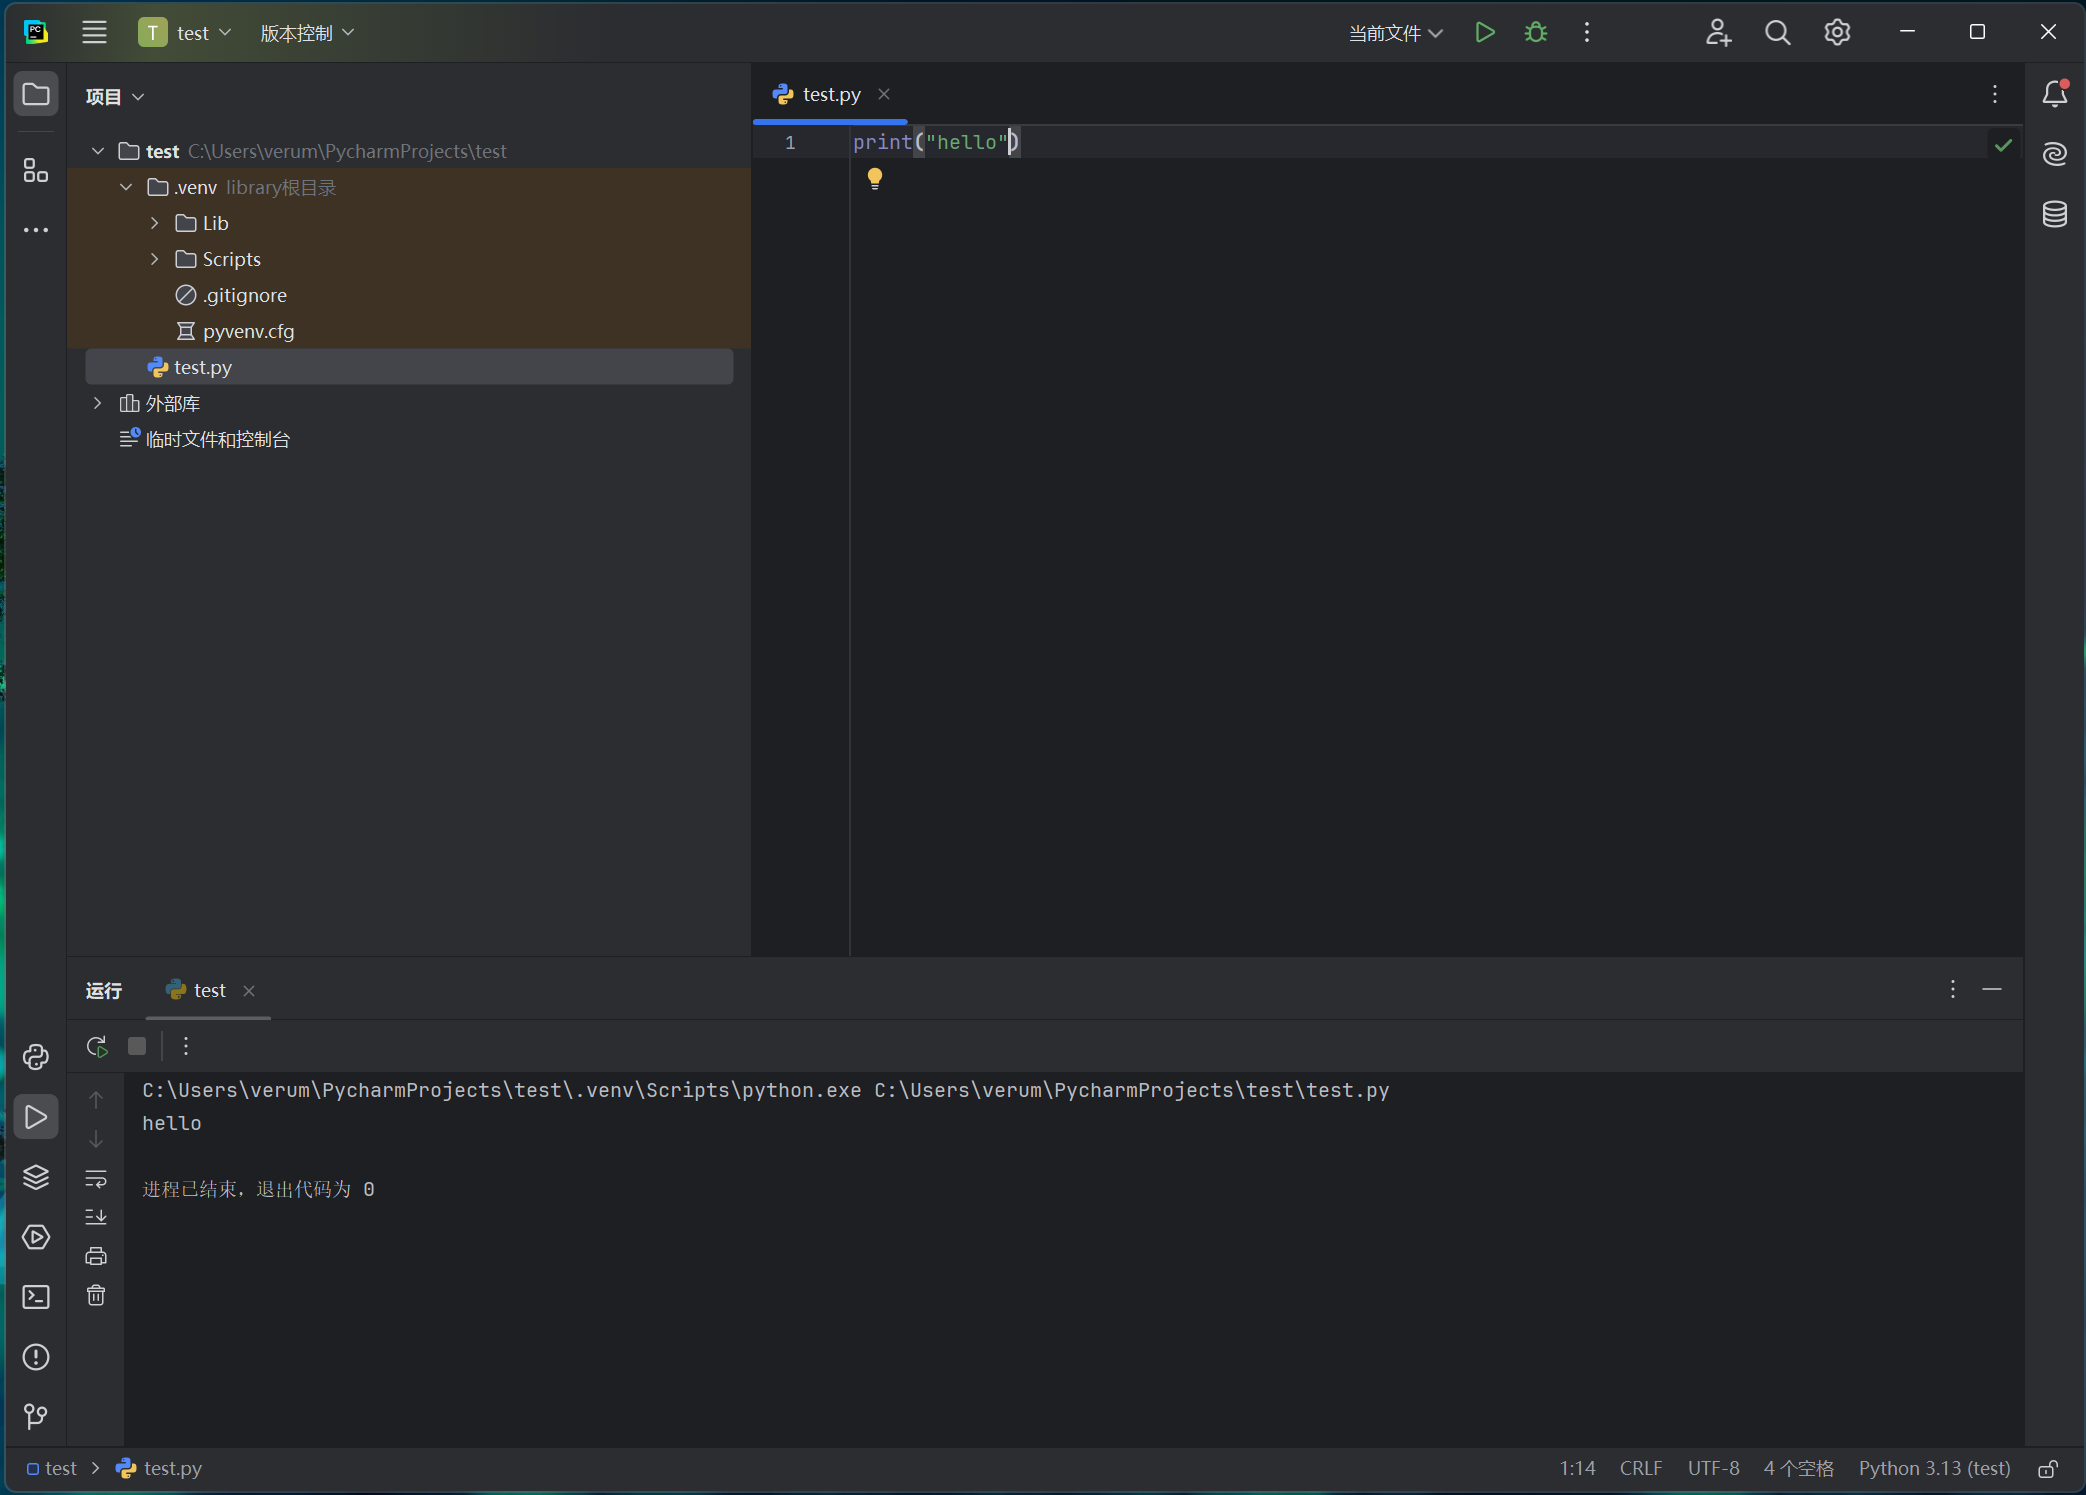 PC
T test 版本控制 当前文件
项目
test.py
test C:\Users\verum\PycharmProjects\test
.venv library根目录
Lib
Scripts
.gitignore
pyvenv.cfg
test.py
外部库
临时文件和控制台
1 print("hello")
运行 test
C:\Users\verum\PycharmProjects\test\.venv\Scripts\python.exe C:\Users\verum\PycharmProjects\test\test.py
hello
进程已结束，退出代码为 0
test > test.py 1:14 CRLF UTF-8 4 个空格 Python 3.13 (test)